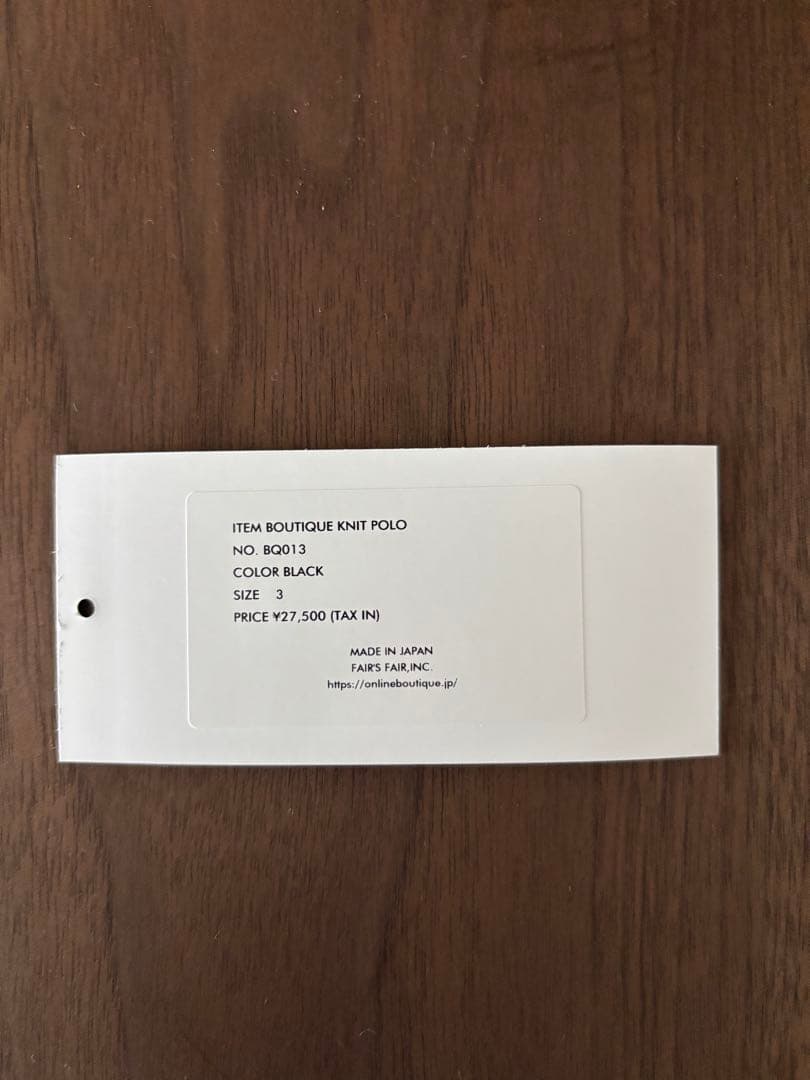 ITEM BOUTIQUE KNIT POLO
NO. BQ013
COLOR BLACK
SIZE 3
PRICE ¥27,500 (TAX IN)
MADE IN JAPAN
FAIR'S FAIR,INC.
https://onlineboutique.jp/